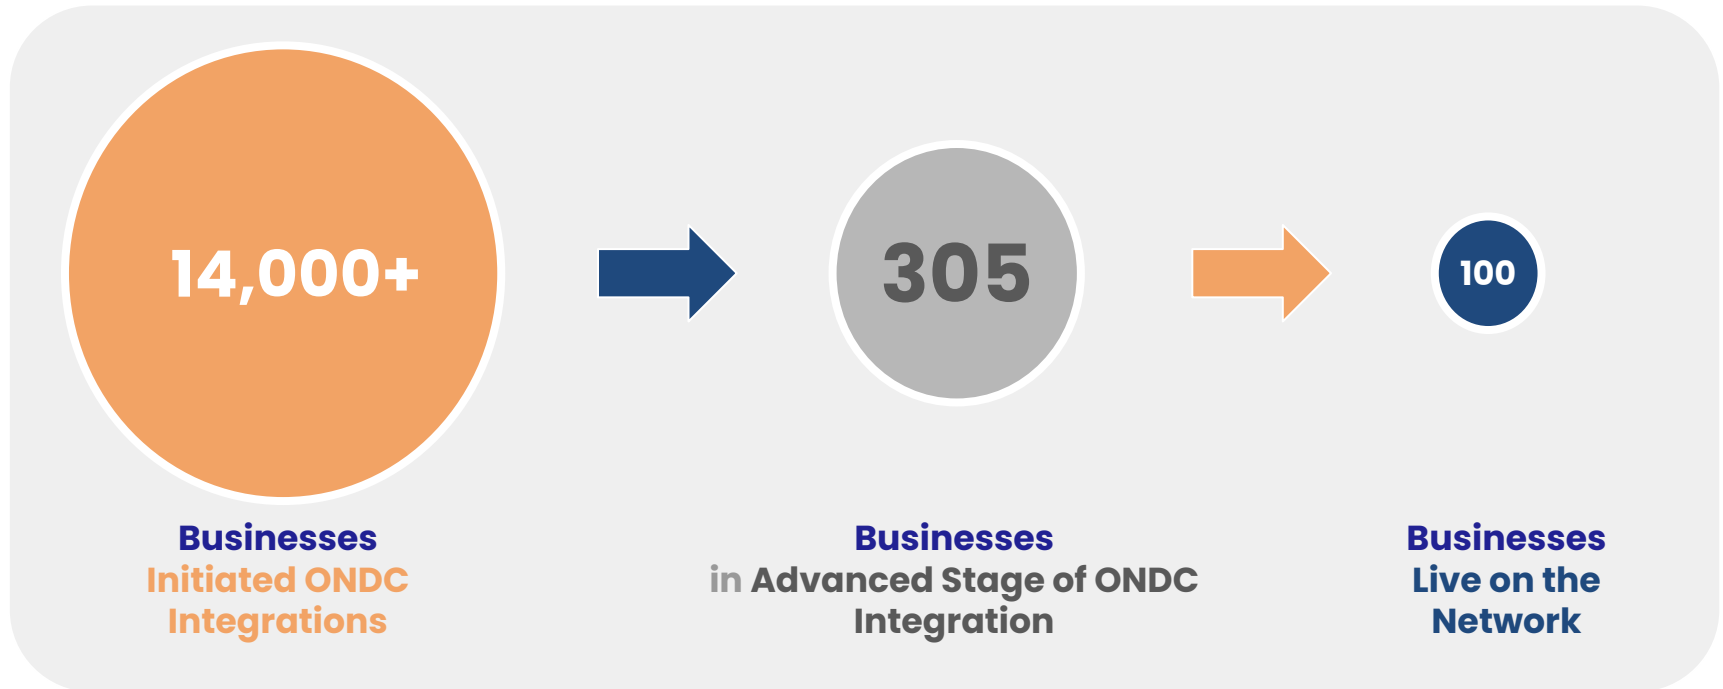 14,000+
305
100
Businesses
Initiated ONDC
Integrations
Businesses
in Advanced Stage of ONDC
Integration
Businesses
Live on the
Network